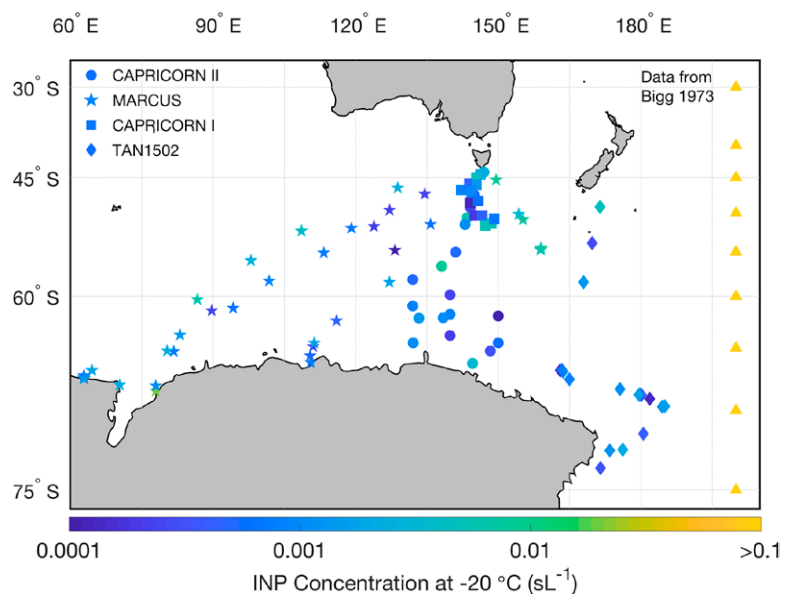 60° E 90° E 120° E 150° E 180° E
CAPRICORN II
MARCUS
CAPRICORN I
TAN1502
Data from
Bigg 1973
30° S
45° S
60° S
75° S
0.0001 0.001 0.01 >0.1
INP Concentration at -20 °C (sL⁻¹)